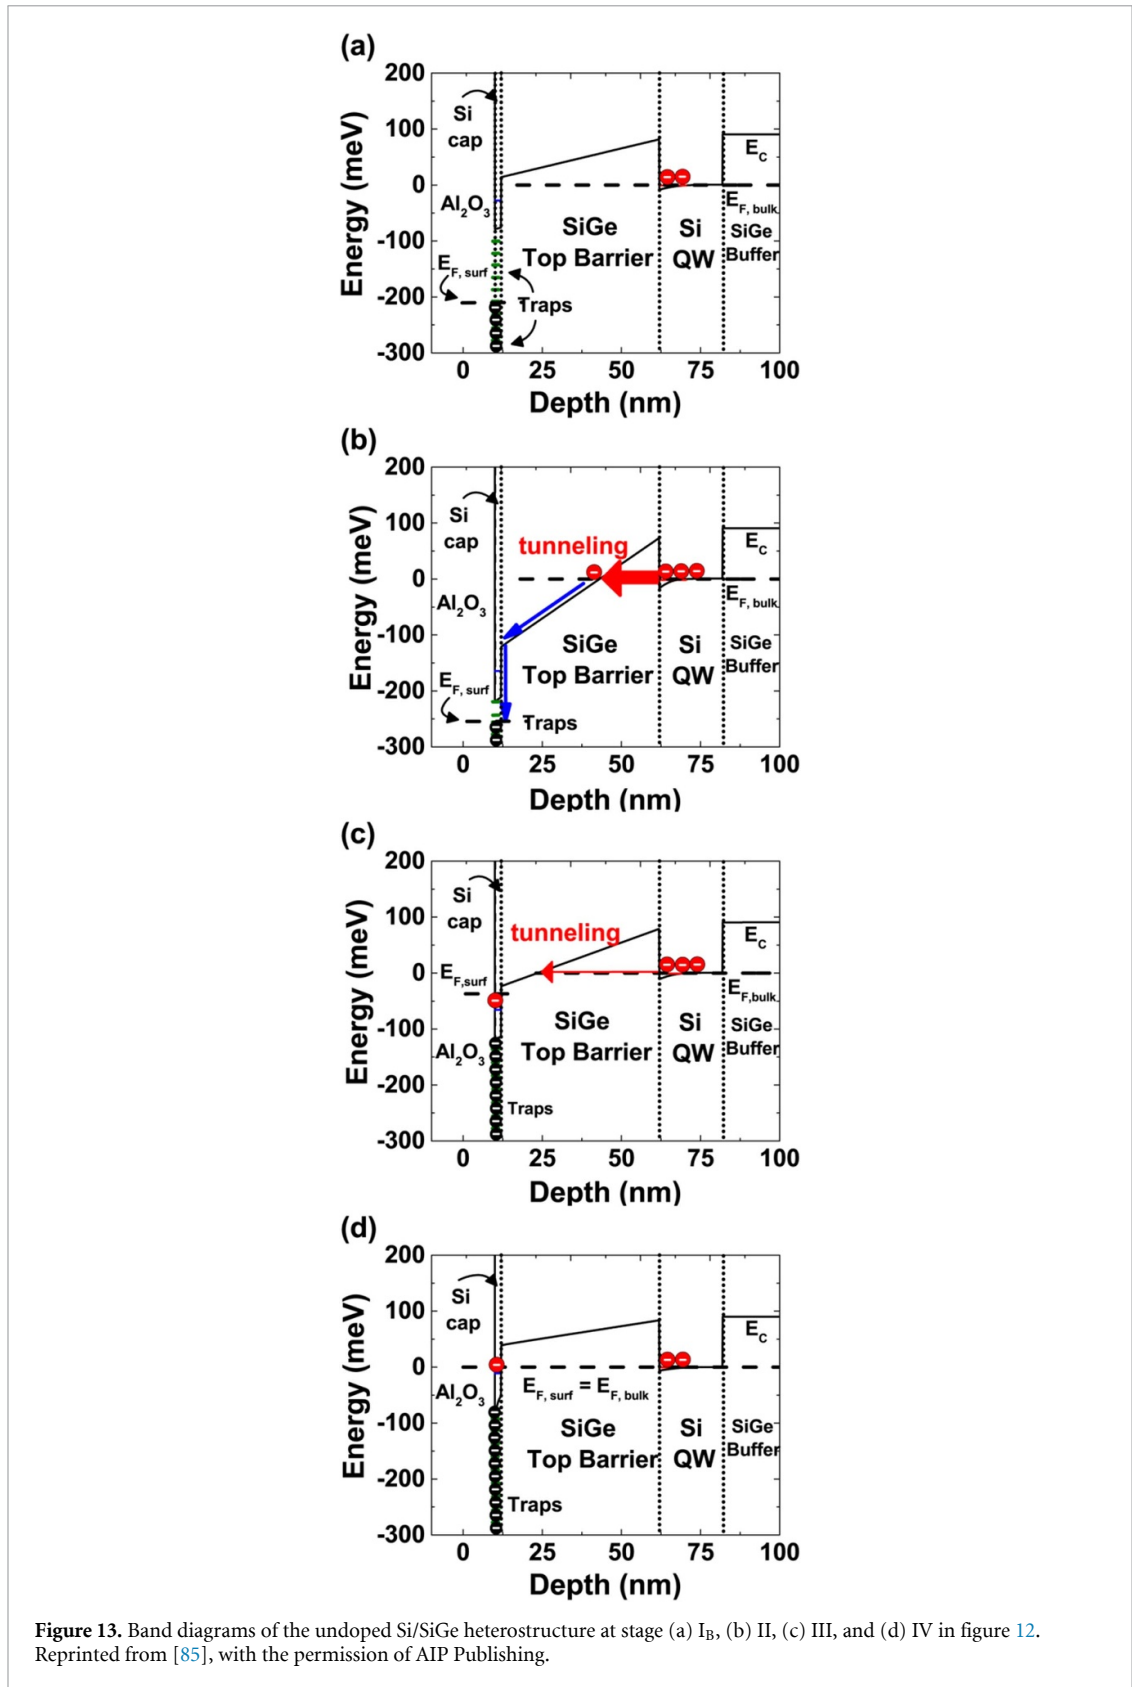 (a)
200
100
0
-100
-200
-300
Energy (meV)
Si
cap
Al2O3
EF, surf
Traps
SiGe
Top Barrier
Si
QW
EC
EF, bulk
SiGe
Buffer
0 25 50 75 100
Depth (nm)
(b)
200
100
0
-100
-200
-300
Energy (meV)
Si
cap
tunneling
Al2O3
EF, surf
Traps
SiGe
Top Barrier
Si
QW
EC
EF, bulk
SiGe
Buffer
0 25 50 75 100
Depth (nm)
(c)
200
100
0
-100
-200
-300
Energy (meV)
Si
cap
tunneling
EF,surf
Al2O3
Traps
SiGe
Top Barrier
Si
QW
EC
EF,bulk
SiGe
Buffer
0 25 50 75 100
Depth (nm)
(d)
200
100
0
-100
-200
-300
Energy (meV)
Si
cap
Al2O3
EF, surf = EF, bulk
Traps
SiGe
Top Barrier
Si
QW
EC
SiGe
Buffer
0 25 50 75 100
Depth (nm)
Figure 13. Band diagrams of the undoped Si/SiGe heterostructure at stage (a) IB, (b) II, (c) III, and (d) IV in figure 12.
Reprinted from [85], with the permission of AIP Publishing.